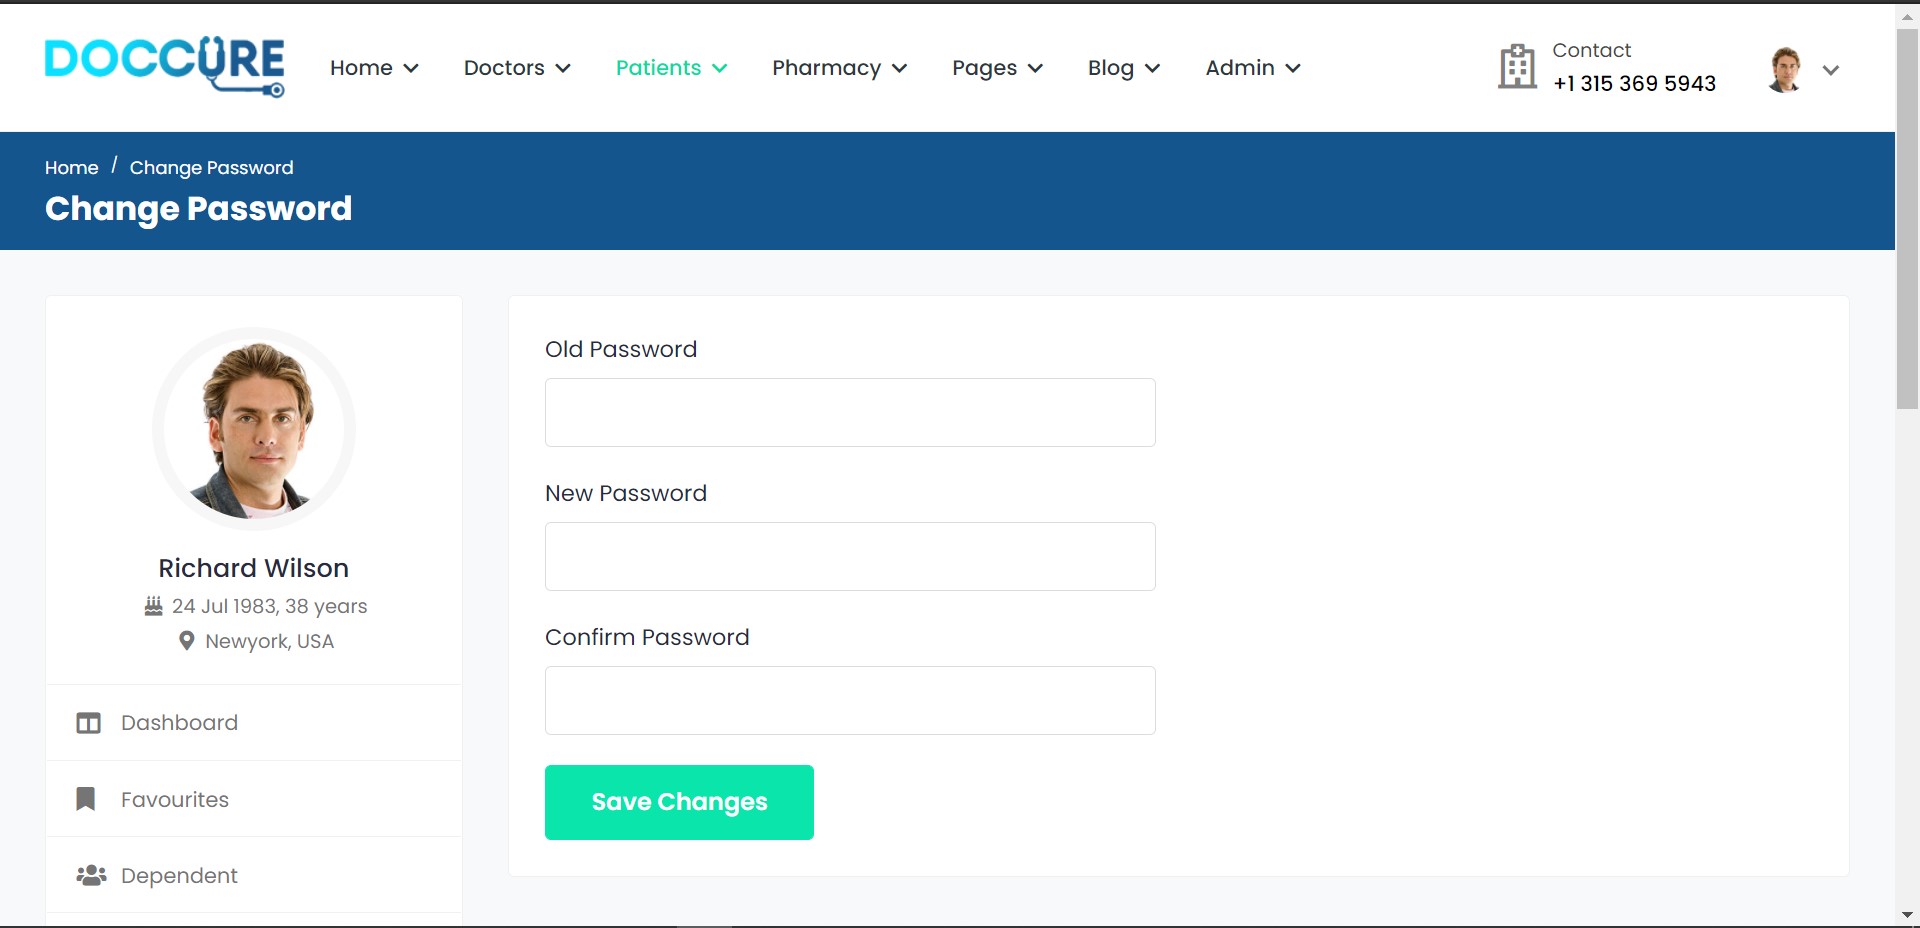 DOCCURE
Home
Doctors
Patients
Pharmacy
Pages
Blog
Admin
Contact
+1 315 369 5943
Home / Change Password
Change Password
Richard Wilson
24 Jul 1983, 38 years
Newyork, USA
Dashboard
Favourites
Dependent
Old Password
New Password
Confirm Password
Save Changes